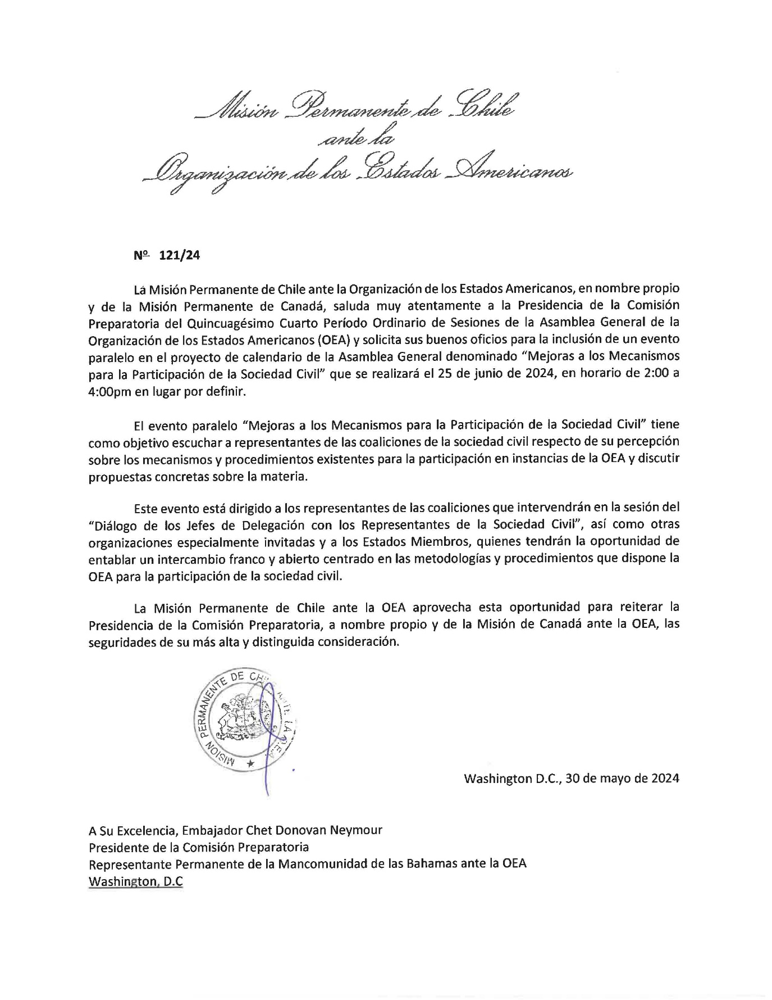 Misión Permanente de Chile
ante la
Organización de los Estados Americanos
Nº 121/24
La Misión Permanente de Chile ante la Organización de los Estados Americanos, en nombre propio
y de la Misión Permanente de Canadá, saluda muy atentamente a la Presidencia de la Comisión
Preparatoria del Quincuagésimo Cuarto Período Ordinario de Sesiones de la Asamblea General de la
Organización de los Estados Americanos (OEA) y solicita sus buenos oficios para la inclusión de un evento
paralelo en el proyecto de calendario de la Asamblea General denominado “Mejoras a los Mecanismos
para la Participación de la Sociedad Civil” que se realizará el 25 de junio de 2024, en horario de 2:00 a
4:00pm en lugar por definir.
El evento paralelo “Mejoras a los Mecanismos para la Participación de la Sociedad Civil” tiene
como objetivo escuchar a representantes de las coaliciones de la sociedad civil respecto de su percepción
sobre los mecanismos y procedimientos existentes para la participación en instancias de la OEA y discutir
propuestas concretas sobre la materia.
Este evento está dirigido a los representantes de las coaliciones que intervendrán en la sesión del
“Diálogo de los Jefes de Delegación con los Representantes de la Sociedad Civil”, así como otras
organizaciones especialmente invitadas y a los Estados Miembros, quienes tendrán la oportunidad de
entablar un intercambio franco y abierto centrado en las metodologías y procedimientos que dispone la
OEA para la participación de la sociedad civil.
La Misión Permanente de Chile ante la OEA aprovecha esta oportunidad para reiterar la
Presidencia de la Comisión Preparatoria, a nombre propio y de la Misión de Canadá ante la OEA, las
seguridades de su más alta y distinguida consideración.
MISION PERMANENTE DE
Washington D.C., 30 de mayo de 2024
A Su Excelencia, Embajador Chet Donovan Neymour
Presidente de la Comisión Preparatoria
Representante Permanente de la Mancomunidad de las Bahamas ante la OEA
Washington, D.C